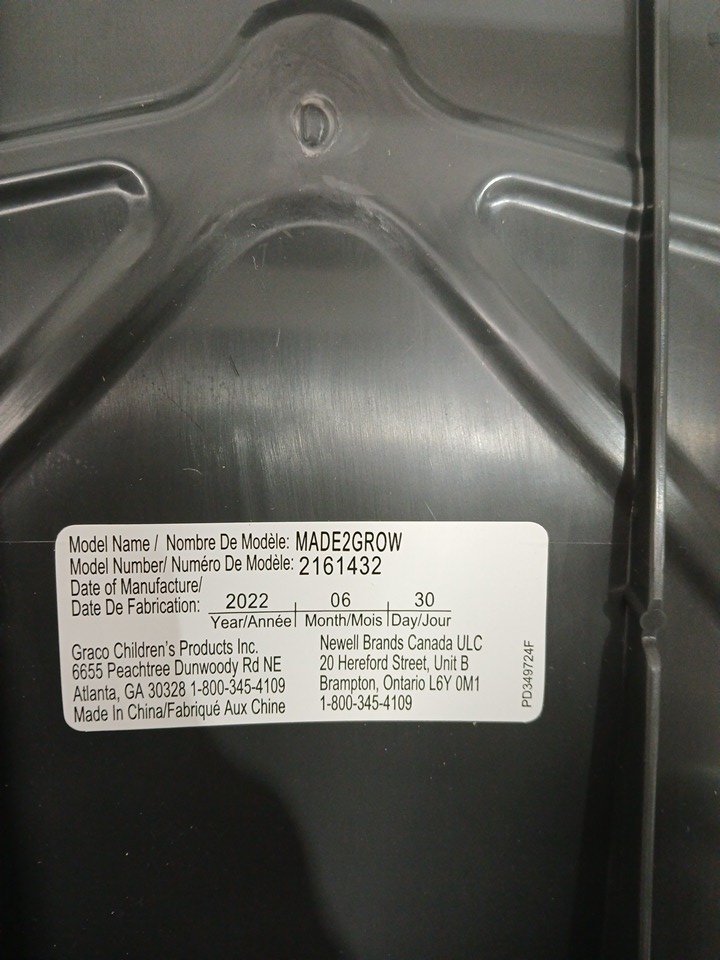 D
Model Name / Nombre De Modèle: MADE2GROW
Model Number/ Numéro De Modèle: 2161432
Date of Manufacture/
Date De Fabrication: 2022 06 30
Year/Année Month/Mois Day/Jour
Graco Children's Products Inc.
6655 Peachtree Dunwoody Rd NE
Atlanta, GA 30328 1-800-345-4109
Made In China/Fabriqué Aux Chine
Newell Brands Canada ULC
20 Hereford Street, Unit B
Brampton, Ontario L6Y 0M1
1-800-345-4109
PD349724F